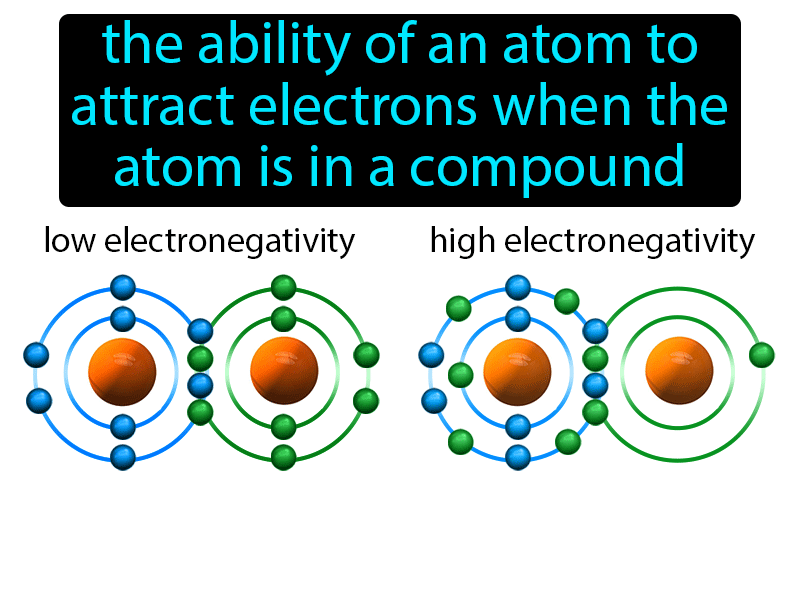 the ability of an atom to
attract electrons when the
atom is in a compound
low electronegativity
high electronegativity